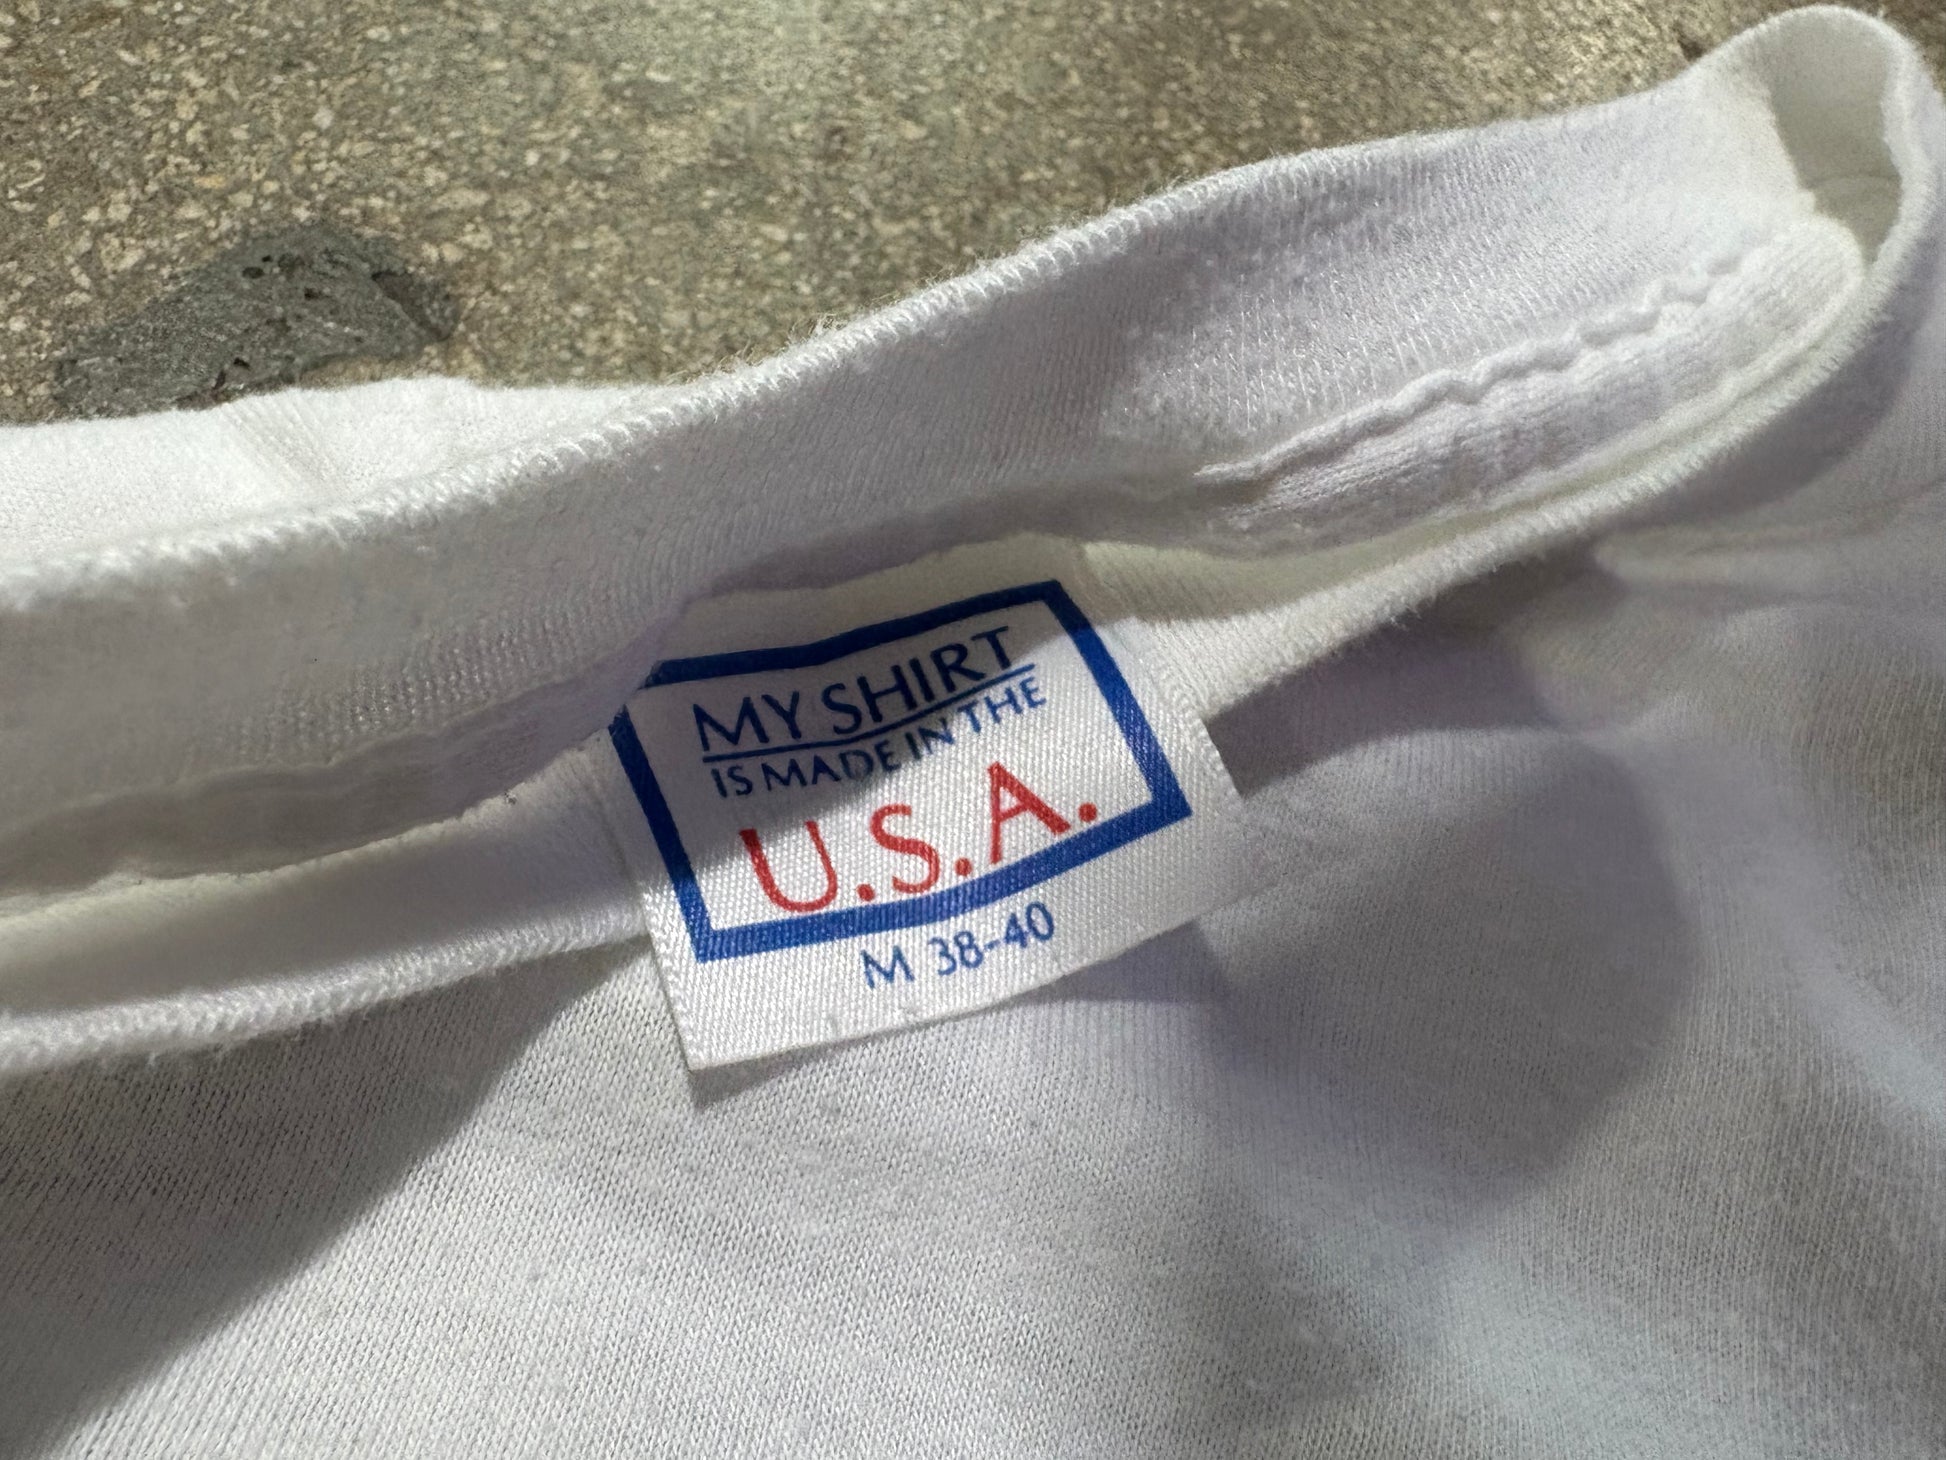 MY SHIRT
IS MADE IN THE
U.S.A.
M 38-40